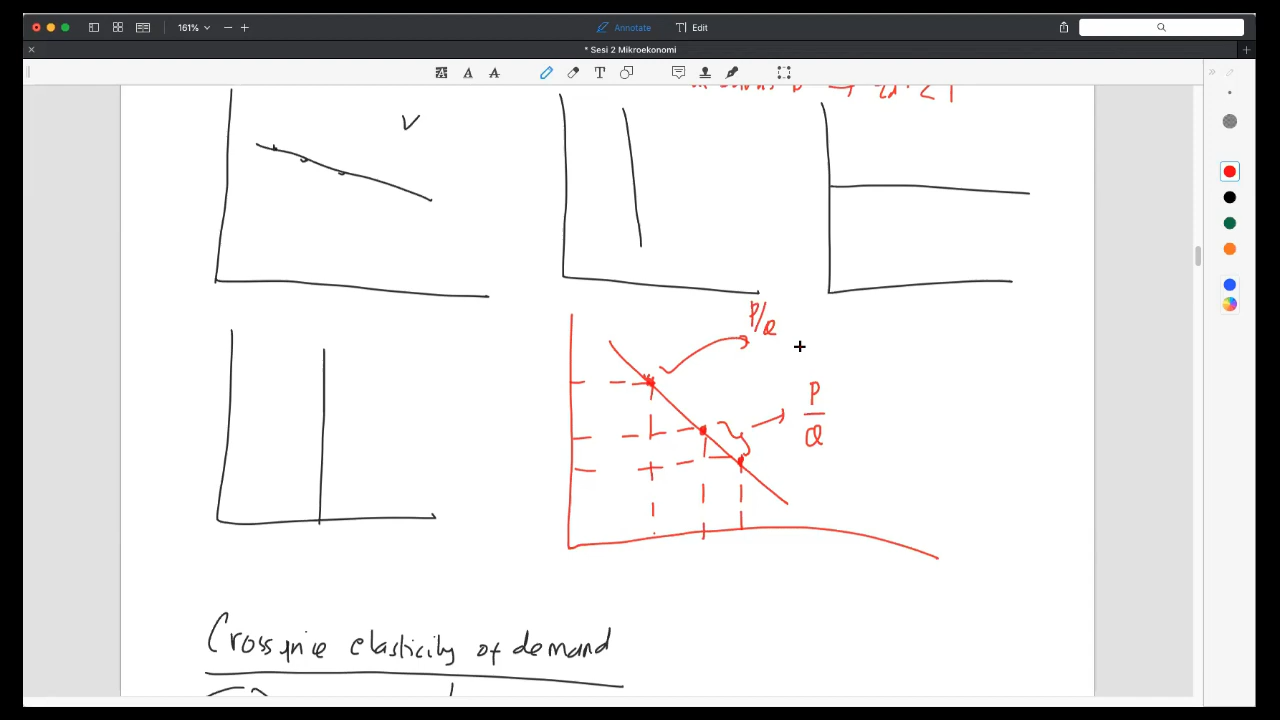 161%
Annotate
Edit
* Sesi 2 Mikroekonomi
V
P/Q
P
Q
Cross price elasticity of demand